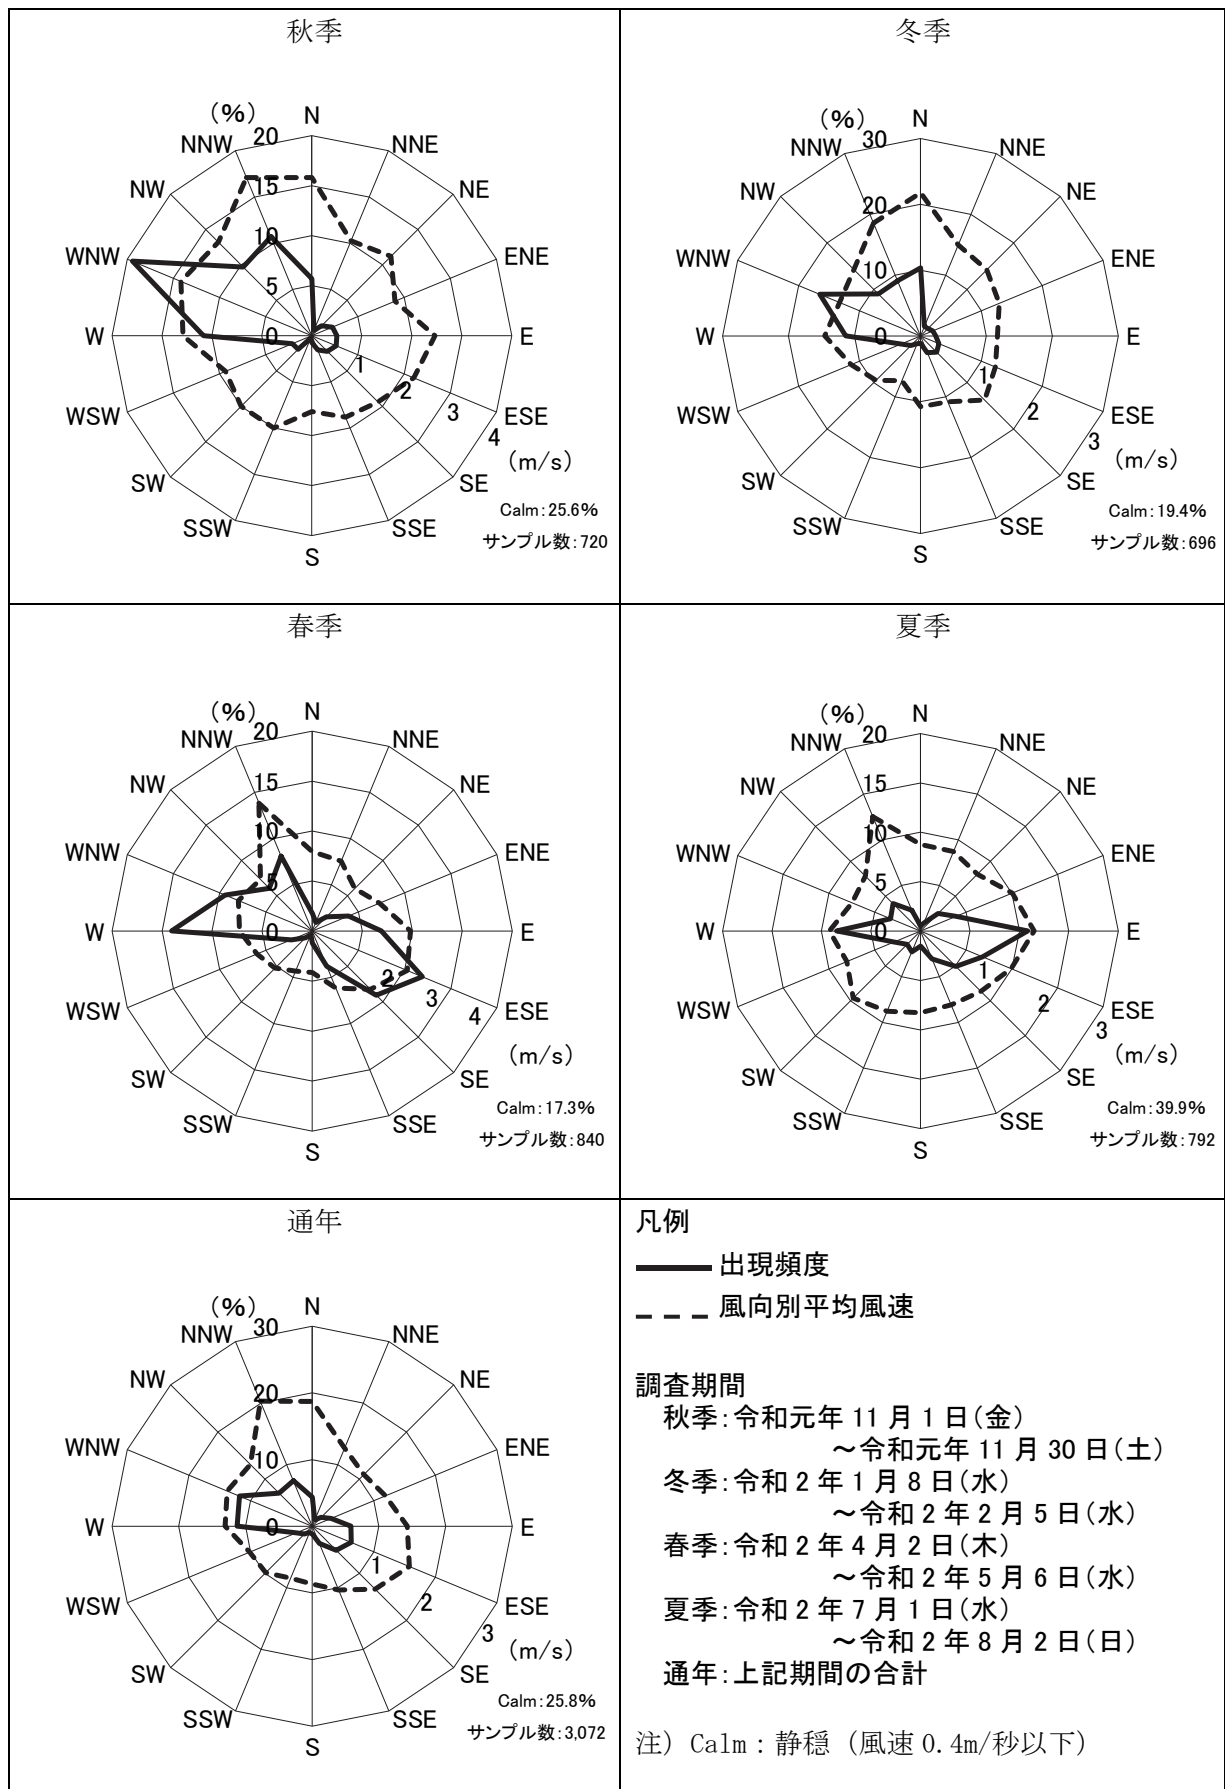 秋季
(%)
N
20
NNW
NNE
15
NW
NE
10
WNW
ENE
5
W
0
E
1
2
3
4
WSW
ESE
(m/s)
SW
SE
SSW
SSE
S
Calm:25.6%
サンプル数:720
冬季
(%)
N
30
NNW
NNE
20
NW
NE
10
WNW
ENE
W
0
E
1
2
3
WSW
ESE
(m/s)
SW
SE
SSW
SSE
S
Calm:19.4%
サンプル数:696
春季
(%)
N
20
NNW
NNE
15
NW
NE
10
WNW
ENE
5
W
0
E
2
3
4
WSW
ESE
(m/s)
SW
SE
SSW
SSE
S
Calm:17.3%
サンプル数:840
夏季
(%)
N
20
NNW
NNE
15
NW
NE
10
WNW
ENE
5
W
0
E
1
2
3
WSW
ESE
(m/s)
SW
SE
SSW
SSE
S
Calm:39.9%
サンプル数:792
通年
(%)
N
30
NNW
NNE
20
NW
NE
10
WNW
ENE
W
0
E
1
2
3
WSW
ESE
(m/s)
SW
SE
SSW
SSE
S
Calm:25.8%
サンプル数:3,072
凡例
出現頻度
風向別平均風速
調査期間
秋季:令和元年 11 月 1 日(金)
～令和元年 11 月 30 日(土)
冬季:令和 2 年 1 月 8 日(水)
～令和 2 年 2 月 5 日(水)
春季:令和 2 年 4 月 2 日(木)
～令和 2 年 5 月 6 日(水)
夏季:令和 2 年 7 月 1 日(水)
～令和 2 年 8 月 2 日(日)
通年:上記期間の合計
注) Calm:静穏(風速 0.4m/秒以下)